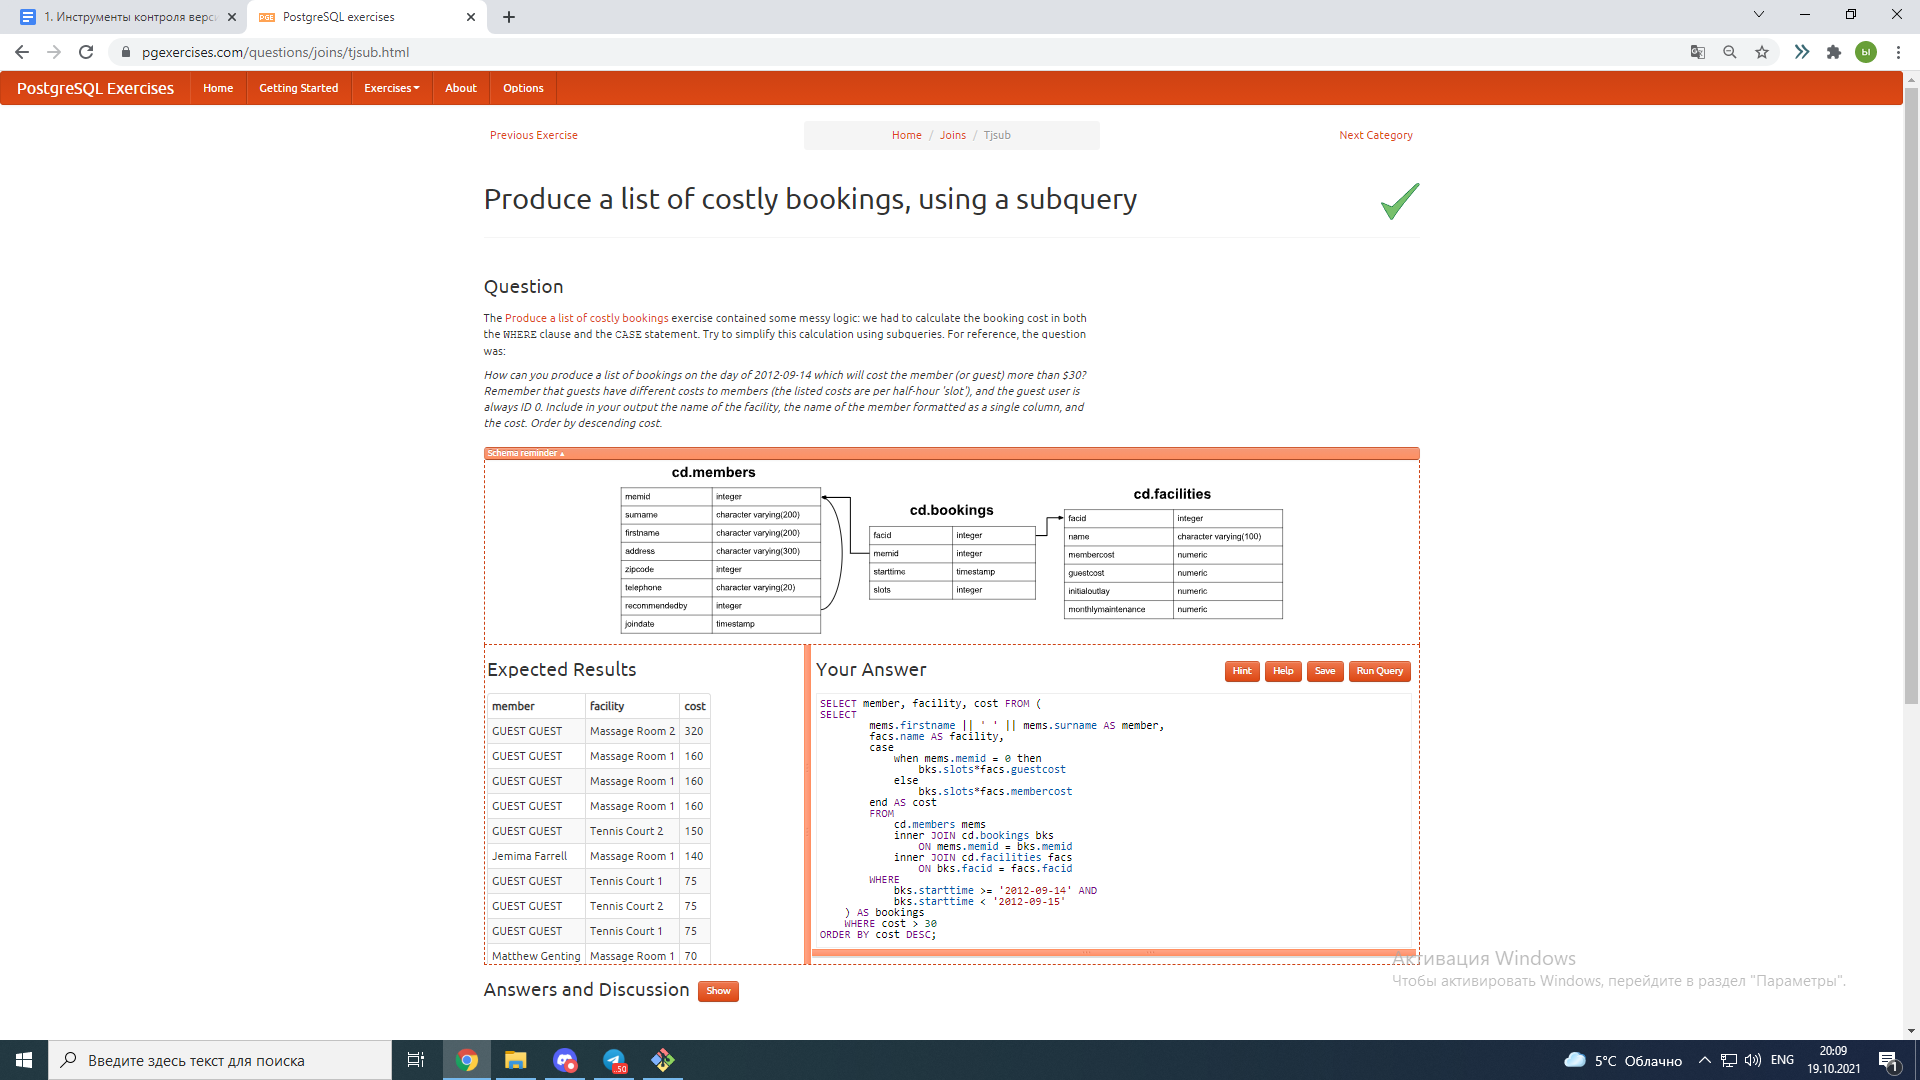 1. Инструменты контроля верси
PostgreSQL exercises
pgexercises.com/questions/joins/tjsub.html
PostgreSQL Exercises
Home
Getting Started
Exercises
About
Options
Previous Exercise
Home / Joins / Tjsub
Next Category
Produce a list of costly bookings, using a subquery
Question
The Produce a list of costly bookings exercise contained some messy logic: we had to calculate the booking cost in both
the WHERE clause and the CASE statement. Try to simplify this calculation using subqueries. For reference, the question
was:
How can you produce a list of bookings on the day of 2012-09-14 which will cost the member (or guest) more than $30?
Remember that guests have different costs to members (the listed costs are per half-hour 'slot'), and the guest user is
always ID 0. Include in your output the name of the facility, the name of the member formatted as a single column, and
the cost. Order by descending cost.
Schema reminder
cd.members
memid integer
surname character varying(200)
firstname character varying(200)
address character varying(300)
zipcode integer
telephone character varying(20)
recommendedby integer
joindate timestamp
cd.bookings
facid integer
memid integer
starttime timestamp
slots integer
cd.facilities
facid integer
name character varying(100)
membercost numeric
guestcost numeric
initialoutlay numeric
monthlymaintenance numeric
Expected Results
member facility cost
GUEST GUEST Massage Room 2 320
GUEST GUEST Massage Room 1 160
GUEST GUEST Massage Room 1 160
GUEST GUEST Massage Room 1 160
GUEST GUEST Tennis Court 2 150
Jemima Farrell Massage Room 1 140
GUEST GUEST Tennis Court 1 75
GUEST GUEST Tennis Court 2 75
GUEST GUEST Tennis Court 1 75
Matthew Genting Massage Room 1 70
Your Answer
Hint
Help
Save
Run Query
SELECT member, facility, cost FROM (
SELECT
mems.firstname || ' ' || mems.surname AS member,
facs.name AS facility,
case
when mems.memid = 0 then
bks.slots*facs.guestcost
else
bks.slots*facs.membercost
end AS cost
FROM
cd.members mems
inner JOIN cd.bookings bks
ON mems.memid = bks.memid
inner JOIN cd.facilities facs
ON bks.facid = facs.facid
WHERE
bks.starttime >= '2012-09-14' AND
bks.starttime < '2012-09-15'
) AS bookings
WHERE cost > 30
ORDER BY cost DESC;
Answers and Discussion
Show
Активация Windows
Чтобы активировать Windows, перейдите в раздел "Параметры".
Введите здесь текст для поиска
50
5°C Облачно
ENG
20:09
19.10.2021
1
ы
PGE